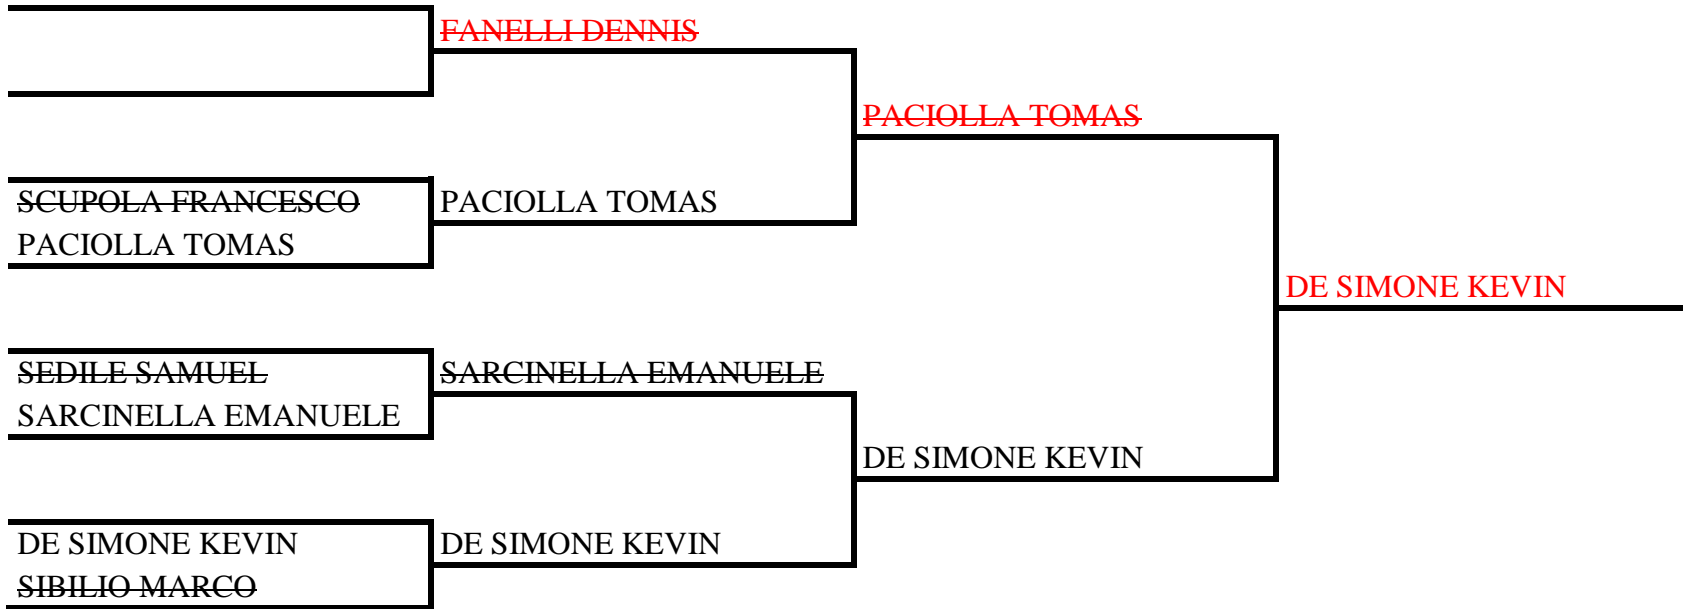 FANELLI DENNIS
PACIOLLA TOMAS
SCUPOLA FRANCESCO
PACIOLLA TOMAS
PACIOLLA TOMAS
DE SIMONE KEVIN
SEDILE SAMUEL
SARCINELLA EMANUELE
SARCINELLA EMANUELE
DE SIMONE KEVIN
DE SIMONE KEVIN
DE SIMONE KEVIN
SIBILIO MARCO